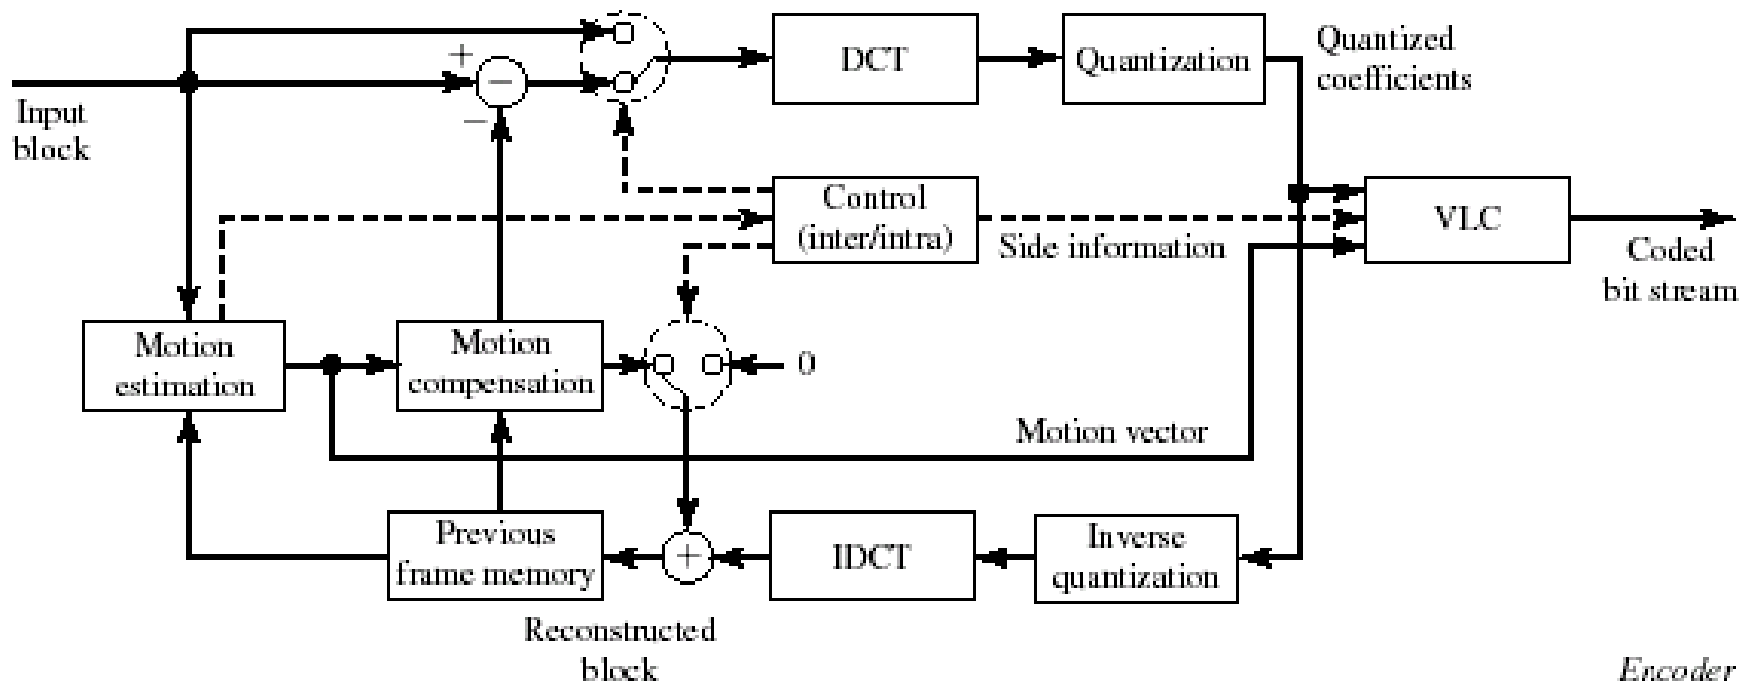 Input
block
+
−
−
DCT
Quantization
Quantized
coefficients
Control
(inter/intra)
Side information
VLC
Coded
bit stream
Motion
estimation
Motion
compensation
0
Motion vector
Previous
frame memory
+
IDCT
Inverse
quantization
Reconstructed
block
Encoder